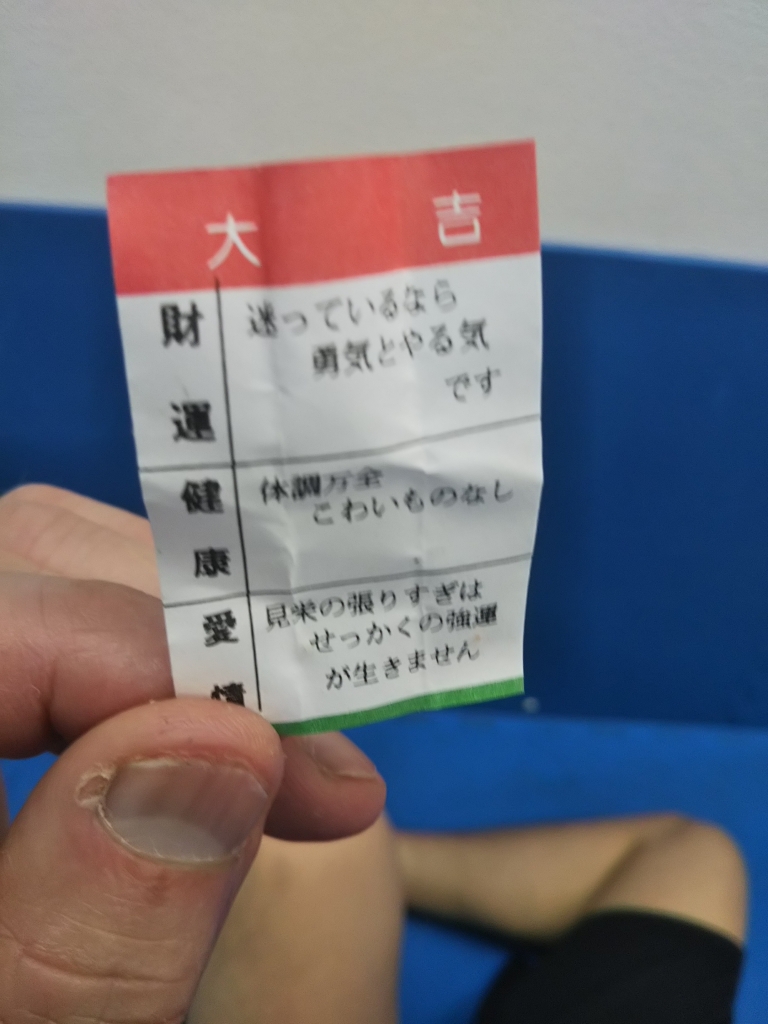 大吉
財運
迷っているなら
勇気とやる気
です
健康
体調万全
こわいものなし
愛情
見栄の張りすぎは
せっかくの強運
が生きません